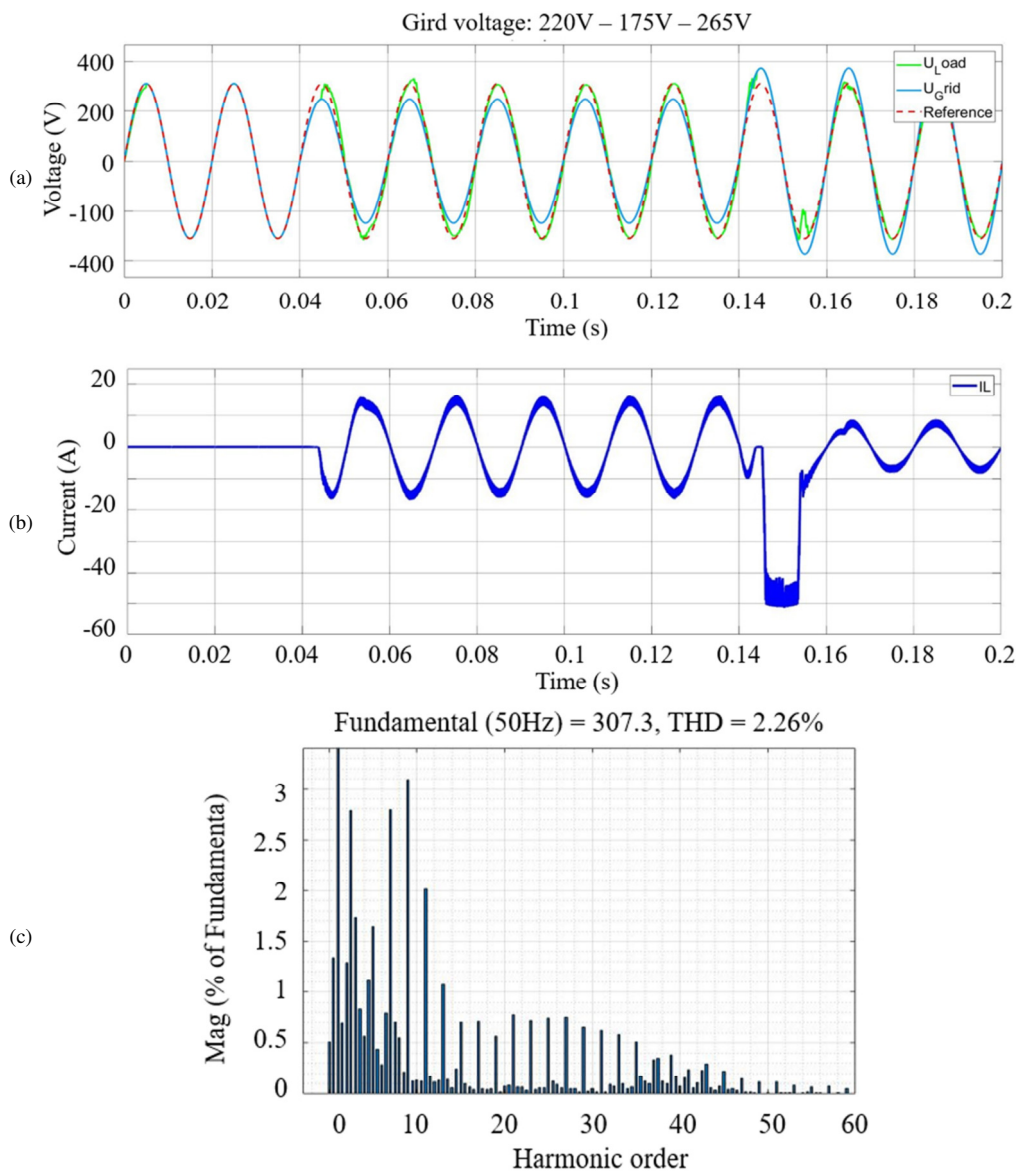 Gird voltage: 220V – 175V – 265V
(a)
Voltage (V)
400
200
0
-100
-400
U_Load
U_Grid
Reference
0 0.02 0.04 0.06 0.08 0.1 0.12 0.14 0.16 0.18 0.2
Time (s)
(b)
Current (A)
20
0
-20
-40
-60
IL
0 0.02 0.04 0.06 0.08 0.1 0.12 0.14 0.16 0.18 0.2
Time (s)
Fundamental (50Hz) = 307.3, THD = 2.26%
(c)
Mag (% of Fundamenta)
3
2.5
2
1.5
1
0.5
0
0 10 20 30 40 50 60
Harmonic order